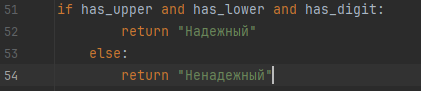 51 if has_upper and has_lower and has_digit:
52 return "Надежный"
53 else:
54 return "Ненадежный"